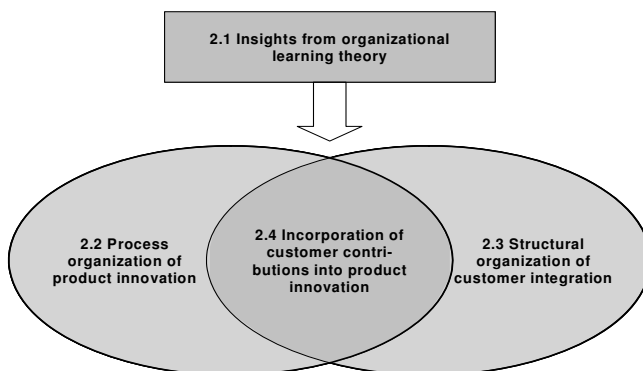 2.1 Insights from organizational
learning theory
2.2 Process
organization of
product innovation
2.4 Incorporation of
customer contri-
butions into product
innovation
2.3 Structural
organization of
customer integration